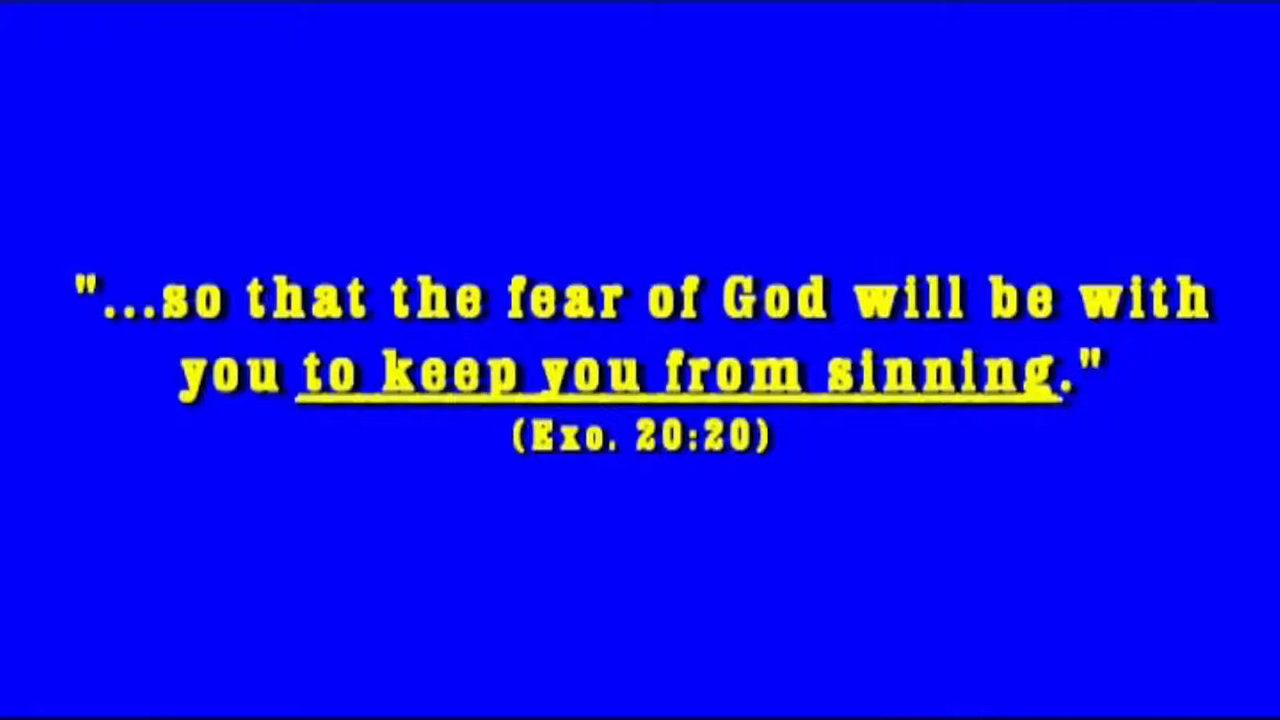 "...so that the fear of God will be with
you to keep you from sinning."
(Exo. 20:20)